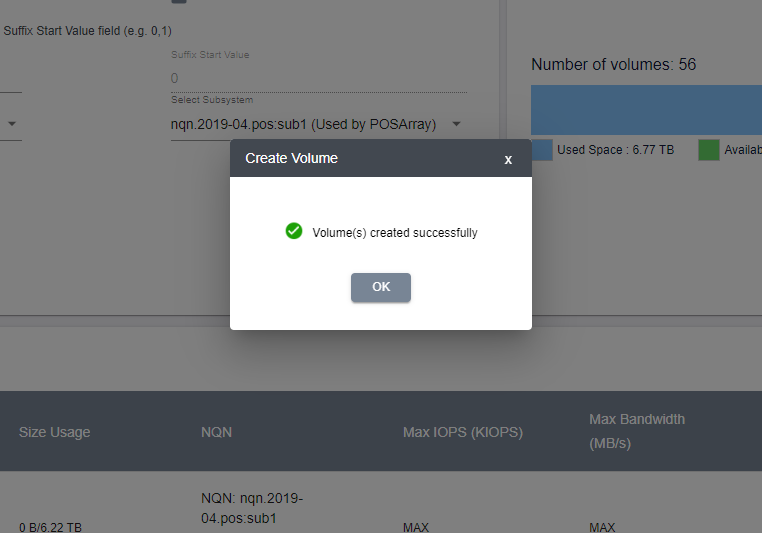 Suffix Start Value field (e.g. 0,1)
Suffix Start Value
0
Select Subsystem
nqn.2019-04.pos:sub1 (Used by POSArray)
Number of volumes: 56
Used Space : 6.77 TB
Create Volume
x
Volume(s) created successfully
OK
Size Usage
NQN
Max IOPS (KIOPS)
Max Bandwidth
(MB/s)
NQN: nqn.2019-
04.pos:sub1
0 B/6.22 TB
MAX
MAX